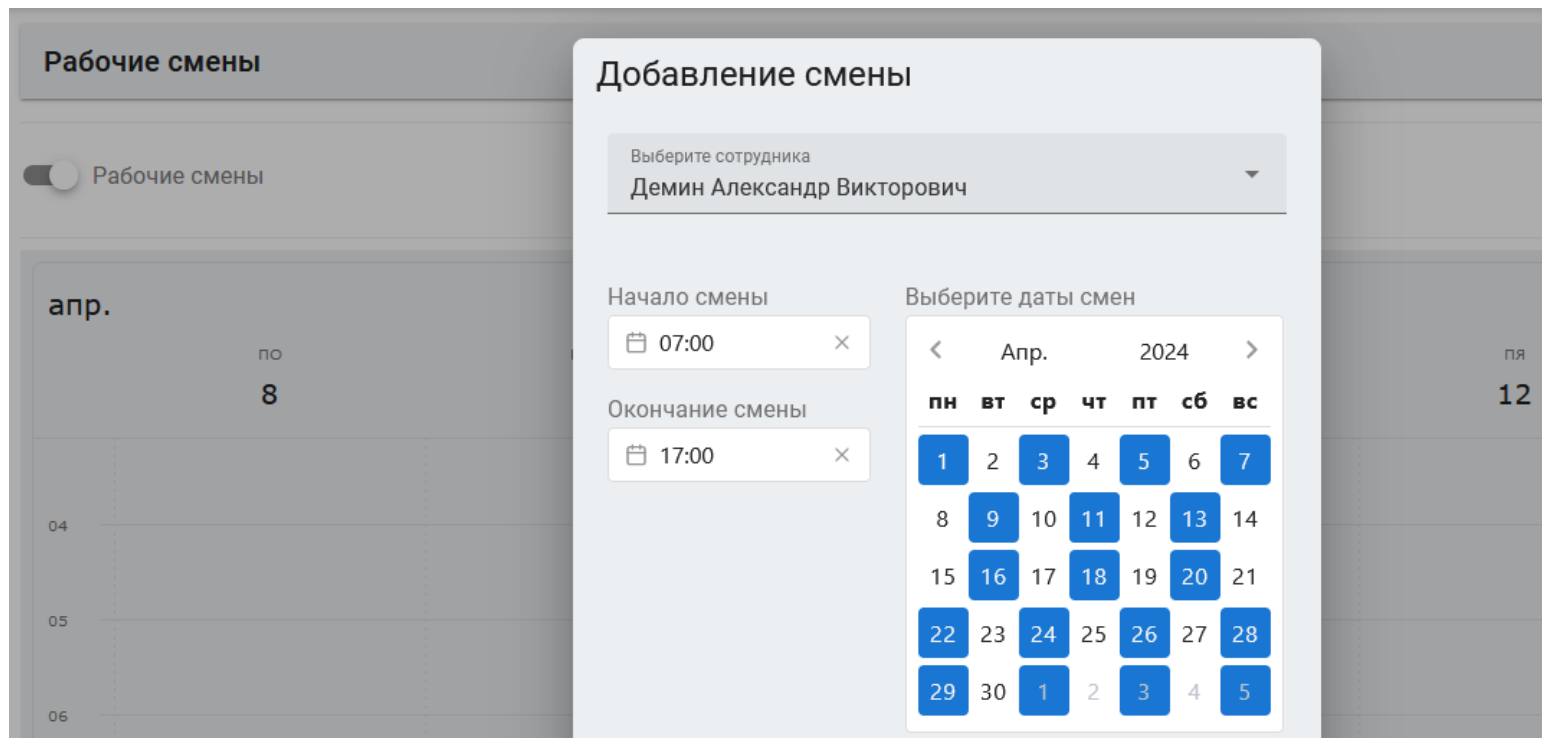 Рабочие смены
Добавление смены
Выберите сотрудника
Демин Александр Викторович
Рабочие смены
Начало смены
Выберите даты смен
апр.
07:00
Апр. 2024
по
пя
8
12
Окончание смены
пн вт ср чт пт сб вс
17:00
1 2 3 4 5 6 7
8 9 10 11 12 13 14
04
15 16 17 18 19 20 21
05
22 23 24 25 26 27 28
29 30 1 2 3 4 5
06